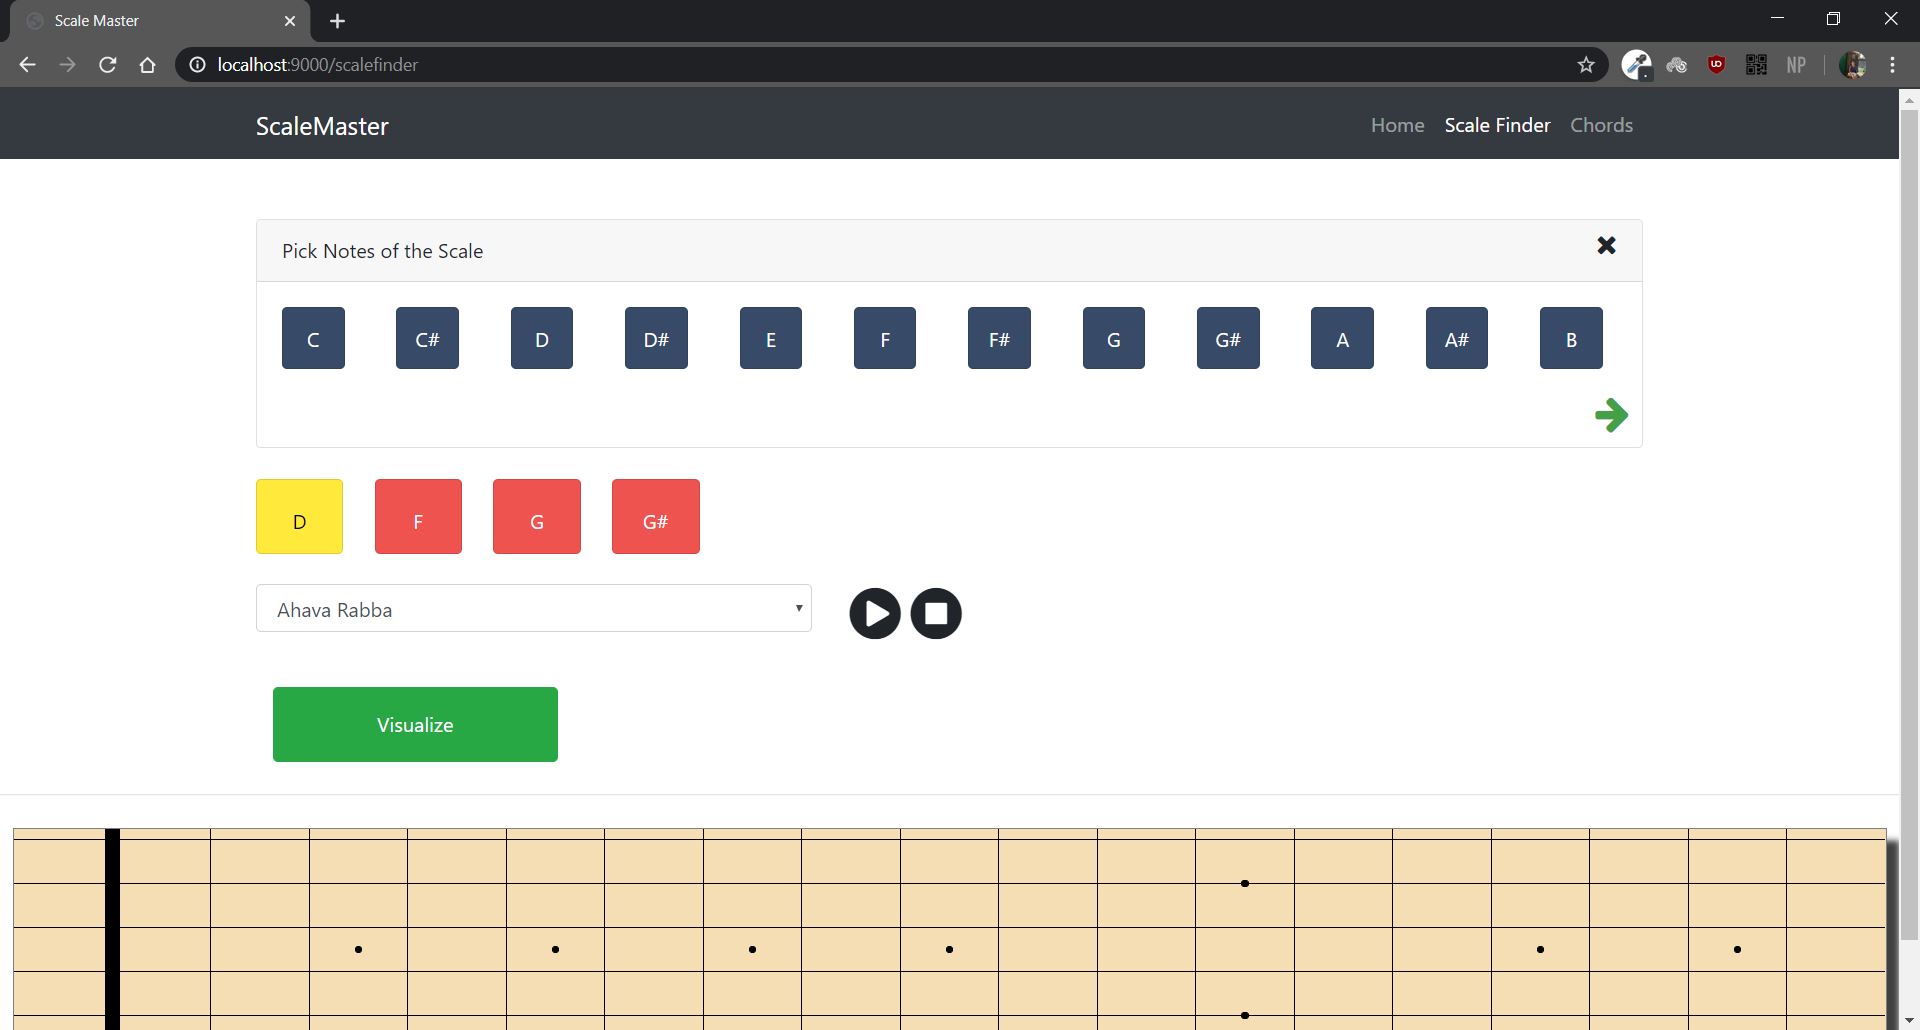 Scale Master
localhost:9000/scalefinder
NP
ScaleMaster
Home Scale Finder Chords
Pick Notes of the Scale
C C# D D# E F F# G G# A A# B
D F G G#
Ahava Rabba
Visualize